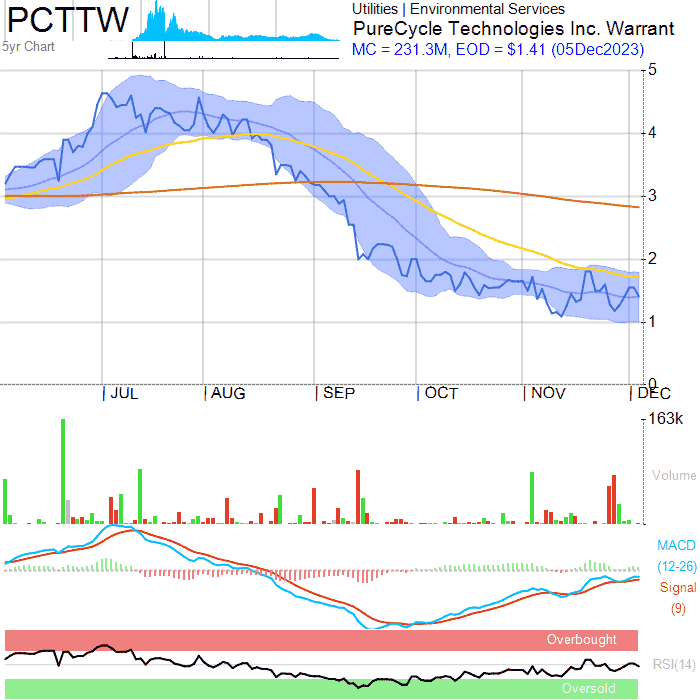 PCTTW
5yr Chart
Utilities | Environmental Services
PureCycle Technologies Inc. Warrant
MC = 231.3M, EOD = $1.41 (05Dec2023)
5
4
3
2
1
0
| JUL | AUG | SEP | OCT | NOV | DEC
163k
Volume
MACD
(12-26)
Signal
(9)
Overbought
RSI(14)
Oversold